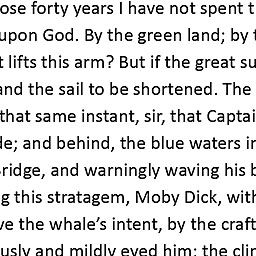 ose forty years I have not spent t
upon God. By the green land; by t
t lifts this arm? But if the great su
and the sail to be shortened. The
that same instant, sir, that Captai
de; and behind, the blue waters i
Bridge, and warningly waving his b
g this stratagem, Moby Dick, with
ve the whale's intent, by the craft
usly and mildly eyed him; the clin